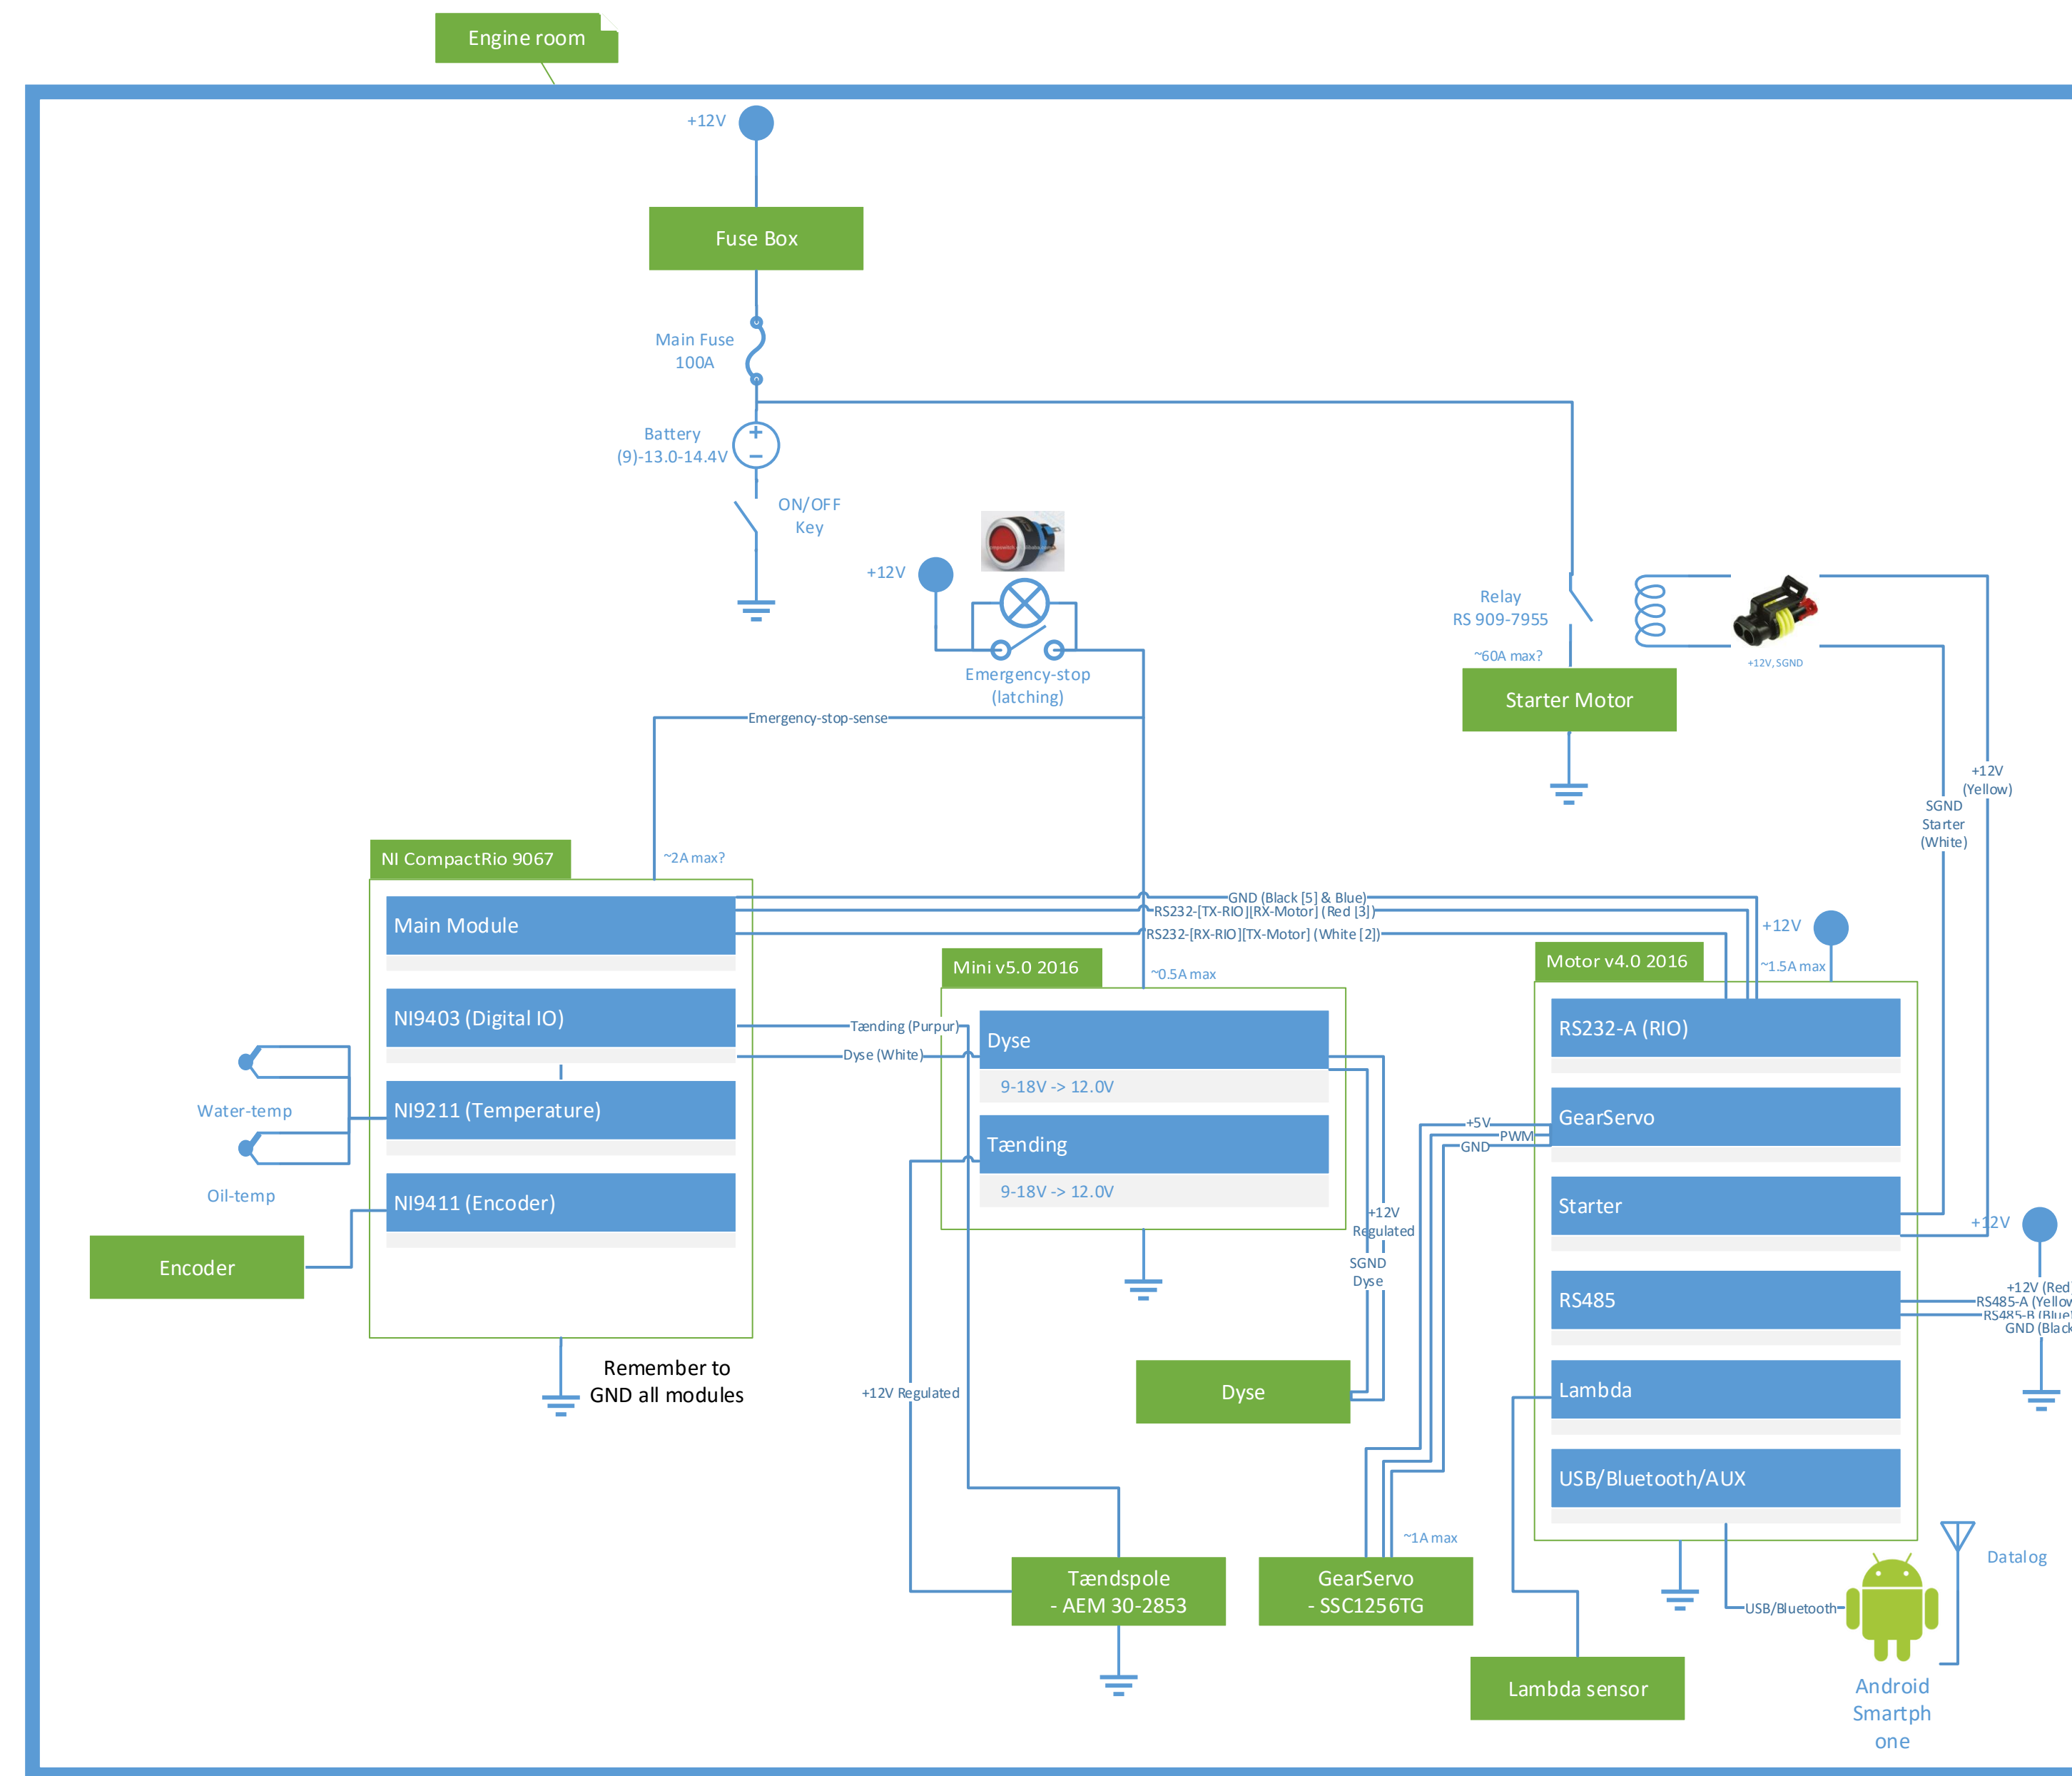 Engine room
+12V
Fuse Box
Main Fuse
100A
Battery
(9)-13.0-14.4V
ON/OFF
Key
+12V
Emergency-stop
(latching)
Emergency-stop-sense
Relay
RS 909-7955
~60A max?
+12V, SGND
Starter Motor
+12V
(Yellow)
SGND
Starter
(White)
NI CompactRio 9067
~2A max?
Main Module
GND (Black [5] & Blue)
RS232-[TX-RIO][RX-Motor] (Red [3])
RS232-[RX-RIO][TX-Motor] (White [2])
NI9403 (Digital IO)
Tænding (Purpur)
Dyse (White)
NI9211 (Temperature)
Water-temp
Oil-temp
NI9411 (Encoder)
Encoder
Remember to
GND all modules
Mini v5.0 2016
~0.5A max
Dyse
9-18V -> 12.0V
Tænding
9-18V -> 12.0V
+12V
Regulated
SGND
Dyse
+12V Regulated
Dyse
Tændspole
- AEM 30-2853
Motor v4.0 2016
+12V
~1.5A max
RS232-A (RIO)
GearServo
+5V
PWM
GND
Starter
+12V
RS485
+12V (Red)
RS485-A (Yellow
RS485-B (Blue
GND (Black
Lambda
USB/Bluetooth/AUX
~1A max
GearServo
- SSC1256TG
Lambda sensor
USB/Bluetooth
Datalog
Android
Smartph
one